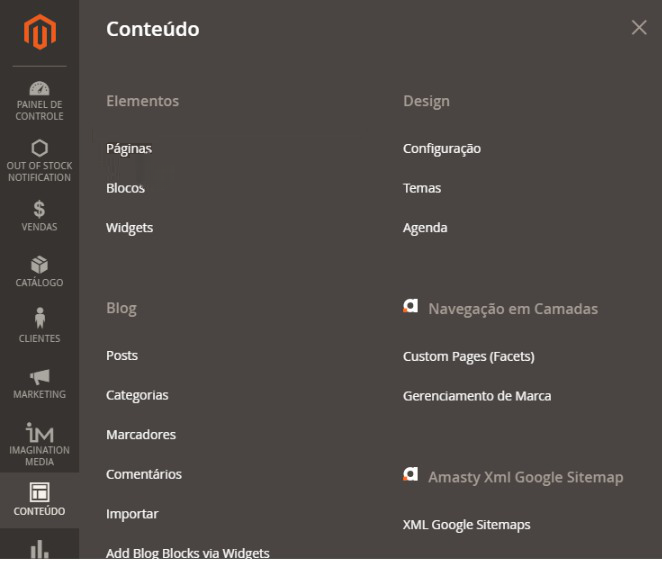 Conteúdo
PAINEL DE
CONTROLE
OUT OF STOCK
NOTIFICATION
VENDAS
CATÁLOGO
CLIENTES
MARKETING
IMAGINATION
MEDIA
CONTEÚDO
Elementos
Páginas
Blocos
Widgets
Design
Configuração
Temas
Agenda
Blog
Posts
Categorias
Marcadores
Comentários
Importar
Add Blog Blocks via Widgets
Navegação em Camadas
Custom Pages (Facets)
Gerenciamento de Marca
Amasty Xml Google Sitemap
XML Google Sitemaps